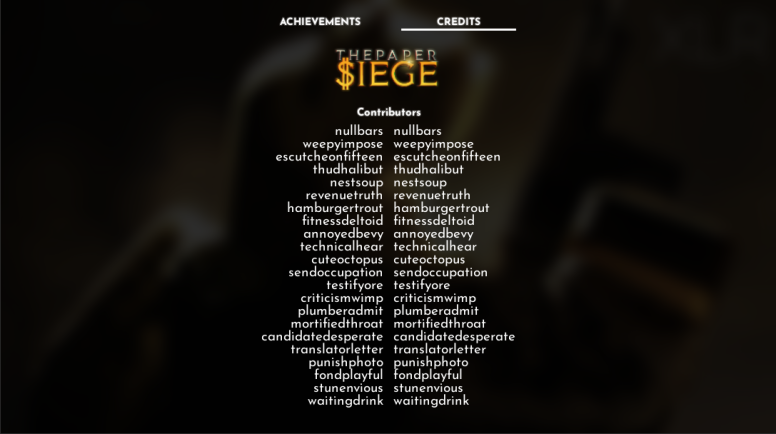 ACHIEVEMENTS CREDITS
THEPAPER
$IEGE
Contributors
nullbars nullbars
weepyimpose weepyimpose
escutcheonfifteen escutcheonfifteen
thudhalibut thudhalibut
nestsoup nestsoup
revenuetruth revenuetruth
hamburgertrout hamburgertrout
fitnessdeltoid fitnessdeltoid
annoyedbevy annoyedbevy
technicalhear technicalhear
cuteoctopus cuteoctopus
sendoccupation sendoccupation
testifyore testifyore
criticismwimp criticismwimp
plumberadmit plumberadmit
mortifiedthroat mortifiedthroat
candidatedesperate candidatedesperate
translatorletter translatorletter
punishphoto punishphoto
fondplayful fondplayful
stunenvious stunenvious
waitingdrink waitingdrink